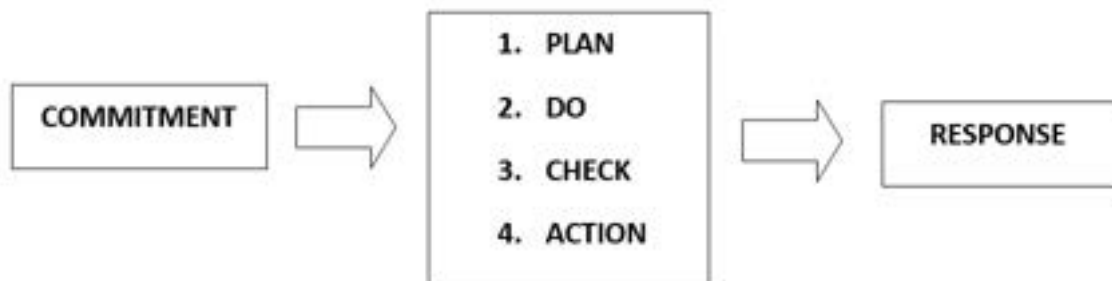 COMMITMENT
1. PLAN
2. DO
3. CHECK
4. ACTION
RESPONSE